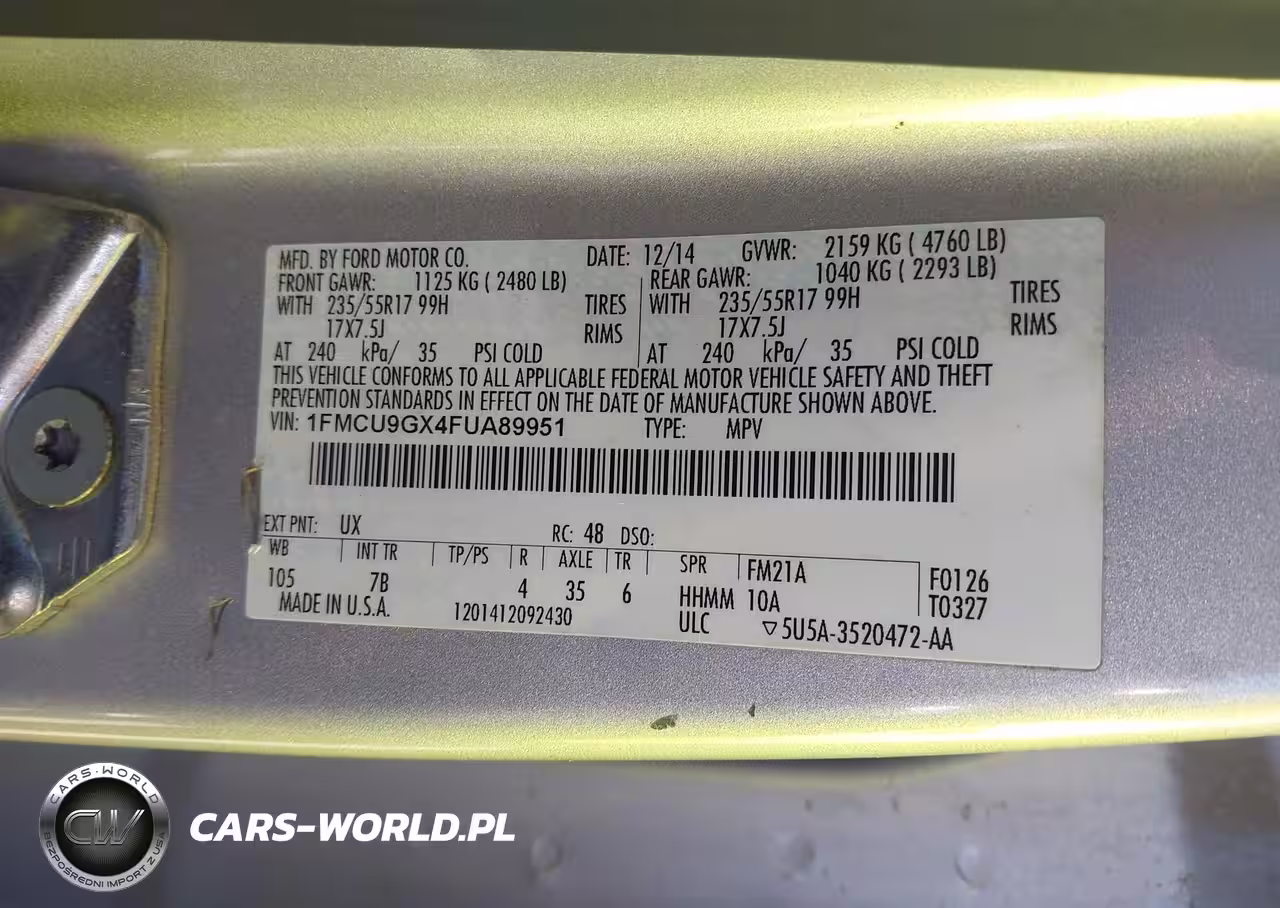 MFD. BY FORD MOTOR CO. DATE: 12/14 GVWR: 2159 KG ( 4760 LB)
FRONT GAWR: 1125 KG ( 2480 LB) REAR GAWR: 1040 KG ( 2293 LB)
WITH 235/55R17 99H TIRES WITH 235/55R17 99H TIRES
17X7.5J RIMS 17X7.5J RIMS
AT 240 kPa/ 35 PSI COLD AT 240 kPa/ 35 PSI COLD
THIS VEHICLE CONFORMS TO ALL APPLICABLE FEDERAL MOTOR VEHICLE SAFETY AND THEFT
PREVENTION STANDARDS IN EFFECT ON THE DATE OF MANUFACTURE SHOWN ABOVE.
VIN: 1FMCU9GX4FUA89951 TYPE: MPV
EXT PNT: UX RC: 48 DSO:
WB INT TR TP/PS R AXLE TR SPR FM21A F0126
105 7B 4 35 6 HHMM 10A T0327
MADE IN U.S.A. 1201412092430 ULC ▽5U5A-3520472-AA
CARS-WORLD
CW
BEZPOŚREDNI IMPORT Z USA
CARS-WORLD.PL